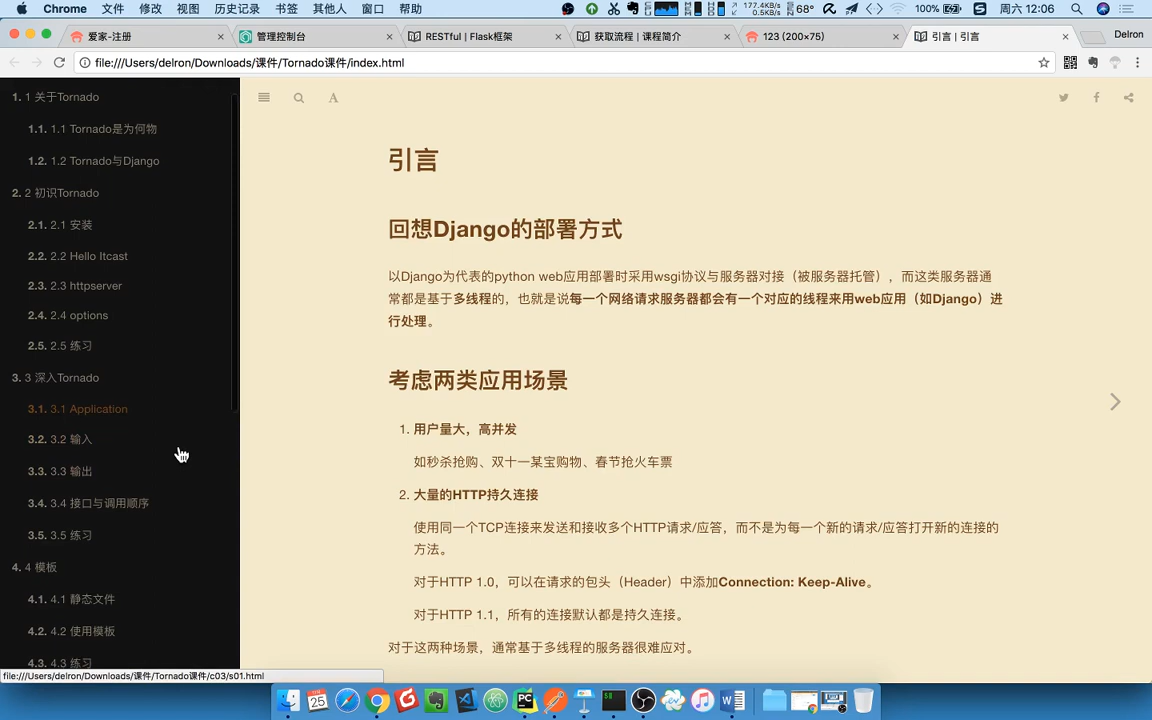 Chrome 文件 修改 视图 历史记录 书签 其他人 窗口 帮助 177.4KB/s 0.5KB/s 68° 100% 周六 12:06
爱家-注册 管理控制台 RESTful | Flask框架 获取流程 | 课程简介 123 (200×75) 引言 | 引言 Delron
file:///Users/delron/Downloads/课件/Tornado课件/index.html
1. 1 关于Tornado
1.1. 1.1 Tornado是为何物
1.2. 1.2 Tornado与Django
2. 2 初识Tornado
2.1. 2.1 安装
2.2. 2.2 Hello Itcast
2.3. 2.3 httpserver
2.4. 2.4 options
2.5. 2.5 练习
3. 3 深入Tornado
3.1. 3.1 Application
3.2. 3.2 输入
3.3. 3.3 输出
3.4. 3.4 接口与调用顺序
3.5. 3.5 练习
4. 4 模板
4.1. 4.1 静态文件
4.2. 4.2 使用模板
4.3. 4.3 练习
file:///Users/delron/Downloads/课件/Tornado课件/c03/s01.html
A
引言
回想Django的部署方式
以Django为代表的python web应用部署时采用wsgi协议与服务器对接（被服务器托管），而这类服务器通
常都是基于多线程的，也就是说每一个网络请求服务器都会有一个对应的线程来用web应用（如Django）进
行处理。
考虑两类应用场景
1. 用户量大，高并发
如秒杀抢购、双十一某宝购物、春节抢火车票
2. 大量的HTTP持久连接
使用同一个TCP连接来发送和接收多个HTTP请求/应答，而不是为每一个新的请求/应答打开新的连接的
方法。
对于HTTP 1.0，可以在请求的包头（Header）中添加Connection: Keep-Alive。
对于HTTP 1.1，所有的连接默认都是持久连接。
对于这两种场景，通常基于多线程的服务器很难应对。